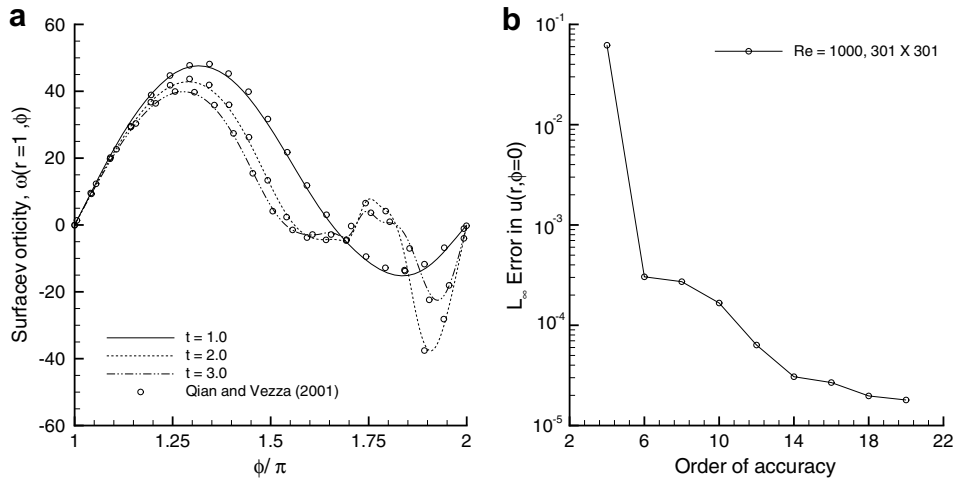 a
60
40
20
0
-20
-40
-60
Surfacev orticity, ω(r =1 ,ϕ)
t = 1.0
t = 2.0
t = 3.0
Qian and Vezza (2001)
1
1.25
1.5
1.75
2
ϕ/ π
b
10⁻¹
10⁻²
10⁻³
10⁻⁴
10⁻⁵
L∞ Error in u(r,ϕ=0)
Re = 1000, 301 X 301
2
6
10
14
18
22
Order of accuracy